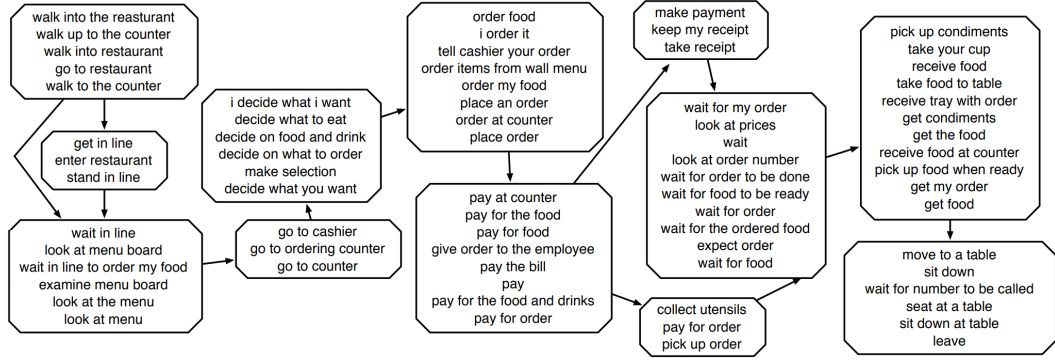 walk into the reasturant
walk up to the counter
walk into restaurant
go to restaurant
walk to the counter
get in line
enter restaurant
stand in line
wait in line
look at menu board
wait in line to order my food
examine menu board
look at the menu
look at menu
go to cashier
go to ordering counter
go to counter
i decide what i want
decide what to eat
decide on food and drink
decide on what to order
make selection
decide what you want
order food
i order it
tell cashier your order
order items from wall menu
order my food
place an order
order at counter
place order
pay at counter
pay for the food
pay for food
give order to the employee
pay the bill
pay
pay for the food and drinks
pay for order
make payment
keep my receipt
take receipt
collect utensils
pay for order
pick up order
wait for my order
look at prices
wait
look at order number
wait for order to be done
wait for food to be ready
wait for order
wait for the ordered food
expect order
wait for food
pick up condiments
take your cup
receive food
take food to table
receive tray with order
get condiments
get the food
receive food at counter
pick up food when ready
get my order
get food
move to a table
sit down
wait for number to be called
seat at a table
sit down at table
leave